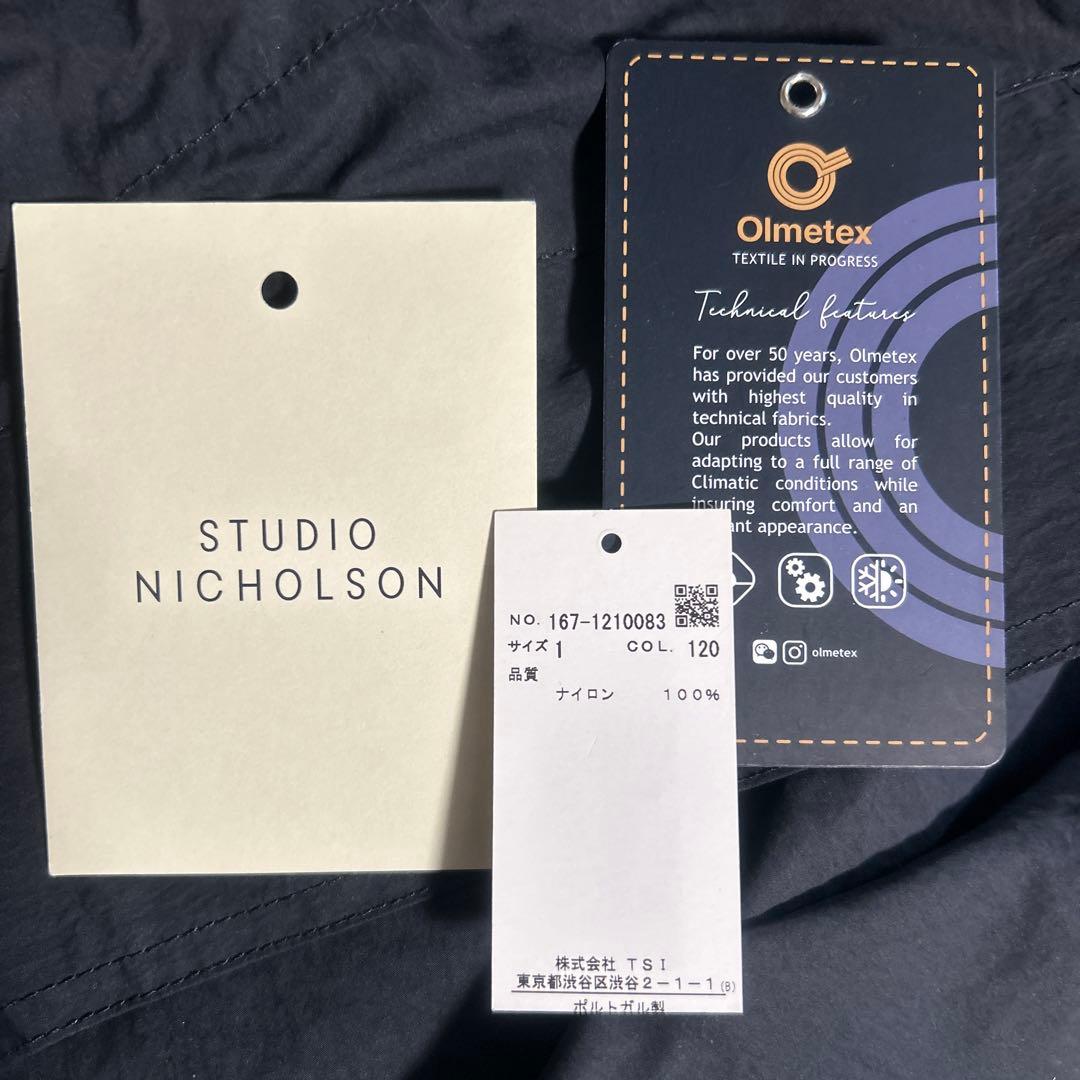 STUDIO
NICHOLSON
Olmetex
TEXTILE IN PROGRESS
Technical features
For over 50 years, Olmetex
has provided our customers
with highest quality in
technical fabrics.
Our products allow for
adapting to a full range of
Climatic conditions while
insuring comfort and an
ant appearance.
olmetex
NO. 167-1210083
サイズ 1 COL. 120
品質
ナイロン 100%
株式会社 TSI
東京都渋谷区渋谷2-1-1(B)
ポルトガル製